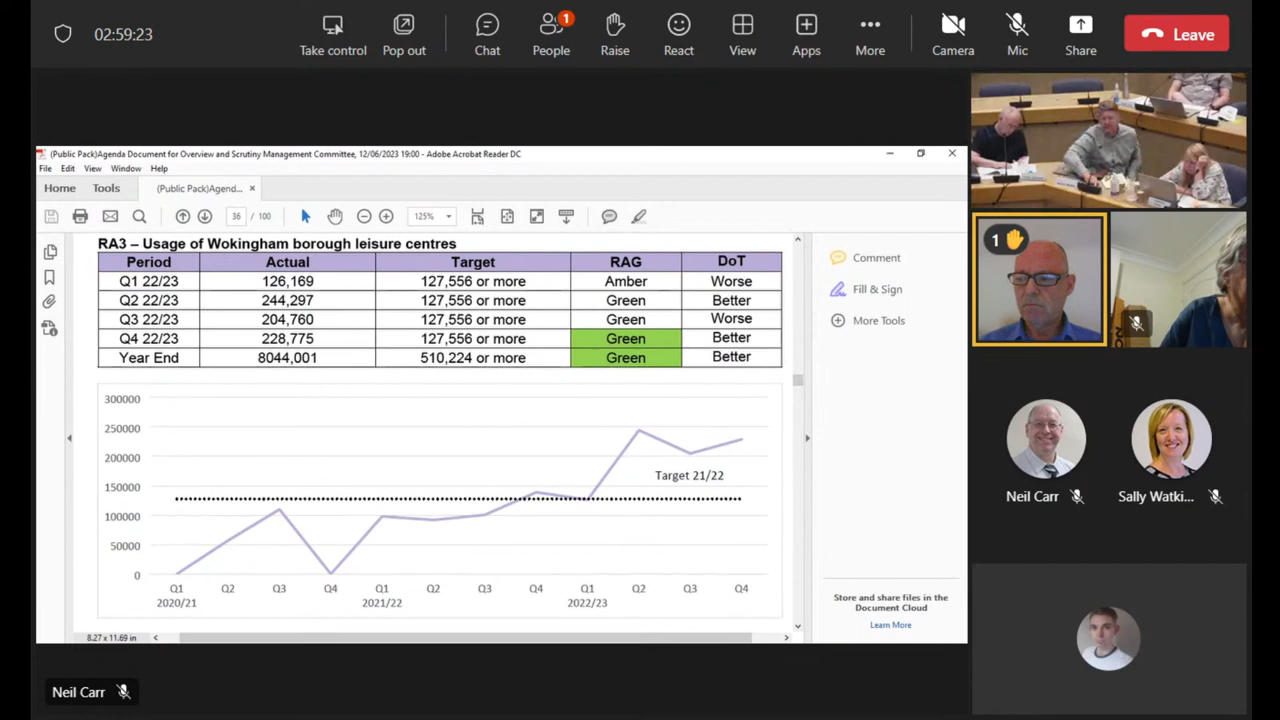 02:59:23
Take control
Pop out
Chat
1
People
Raise
React
View
Apps
More
Camera
Mic
Share
Leave
(Public Pack)Agenda Document for Overview and Scrutiny Management Committee, 12/06/2023 19:00 - Adobe Acrobat Reader DC
File Edit View Window Help
Home Tools (Public Pack)Agend...
36 / 100 125%
RA3 – Usage of Wokingham borough leisure centres
Period Actual Target RAG DoT
Q1 22/23 126,169 127,556 or more Amber Worse
Q2 22/23 244,297 127,556 or more Green Better
Q3 22/23 204,760 127,556 or more Green Worse
Q4 22/23 228,775 127,556 or more Green Better
Year End 8044,001 510,224 or more Green Better
300000
250000
200000
150000
100000
50000
0
Target 21/22
Q1 Q2 Q3 Q4 Q1 Q2 Q3 Q4 Q1 Q2 Q3 Q4
2020/21 2021/22 2022/23
8.27 x 11.69 in
Comment
Fill & Sign
More Tools
Store and share files in the
Document Cloud
Learn More
1
Neil Carr
Sally Watki...
Neil Carr